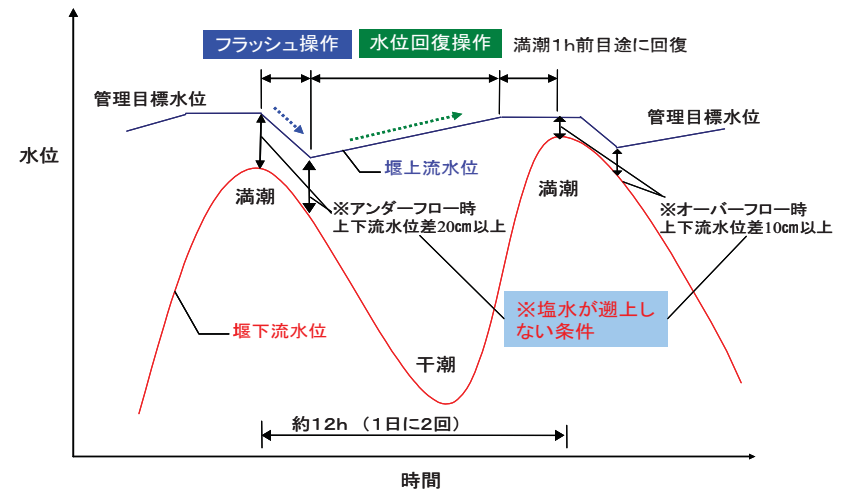 フラッシュ操作
水位回復操作
満潮1h前目途に回復
管理目標水位
管理目標水位
水位
堰上流水位
満潮
満潮
※アンダーフロー時
上下流水位差20㎝以上
※オーバーフロー時
上下流水位差10㎝以上
※塩水が遡上し
ない条件
堰下流水位
干潮
約12h (1日に2回)
時間